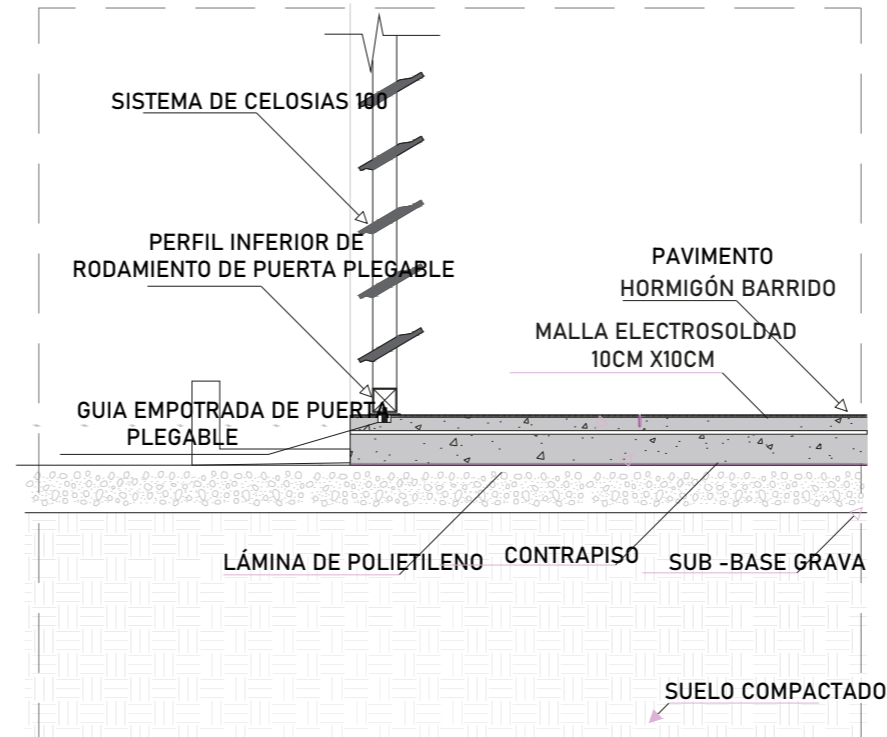 SISTEMA DE CELOSIAS 100
PERFIL INFERIOR DE
RODAMIENTO DE PUERTA PLEGABLE
PAVIMENTO
HORMIGÓN BARRIDO
MALLA ELECTROSOLDAD
10CM X10CM
GUIA EMPOTRADA DE PUERTA
PLEGABLE
LÁMINA DE POLIETILENO
CONTRAPISO
SUB -BASE GRAVA
SUELO COMPACTADO